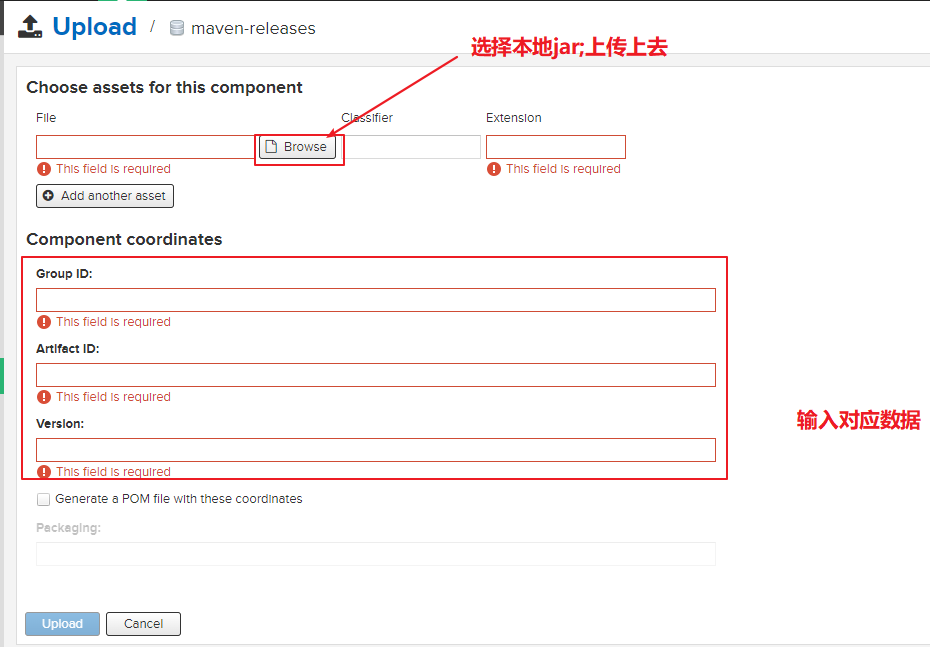 Upload / maven-releases
选择本地jar;上传上去
Choose assets for this component
File Classifier Extension
Browse
This field is required This field is required
Add another asset
Component coordinates
Group ID:
This field is required
Artifact ID:
This field is required
输入对应数据
Version:
This field is required
Generate a POM file with these coordinates
Packaging:
Upload Cancel